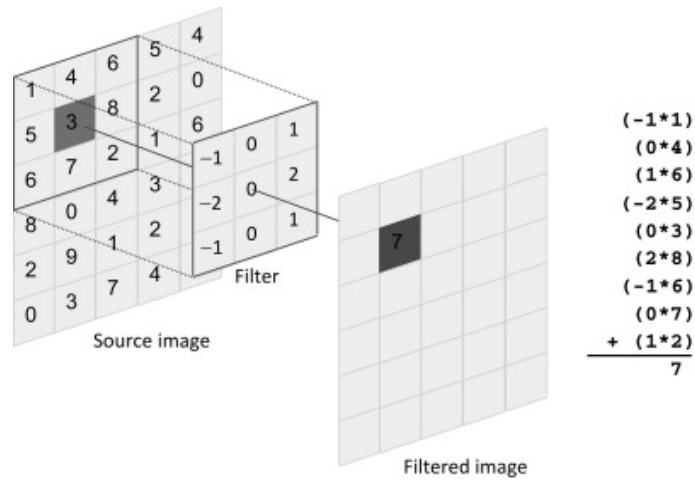 1 4 6 5 4
5 3 8 2 0
6 7 2 1 6
8 0 4 3
2 9 1 2
0 3 7 4
−1 0 1
−2 0 2
−1 0 1
Filter
Source image
7
Filtered image
(-1*1)
(0*4)
(1*6)
(-2*5)
(0*3)
(2*8)
(-1*6)
(0*7)
+ (1*2)
7